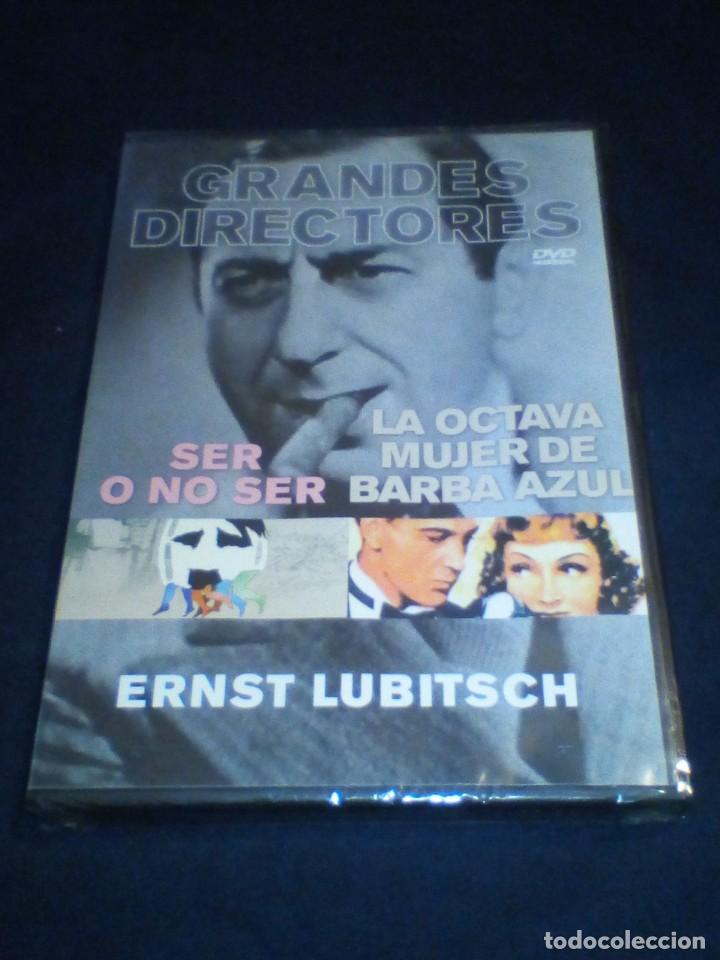 GRANDES
DIRECTORES
DVD
SER
O NO SER
LA OCTAVA
MUJER DE
BARBA AZUL
ERNST LUBITSCH
todocoleccion